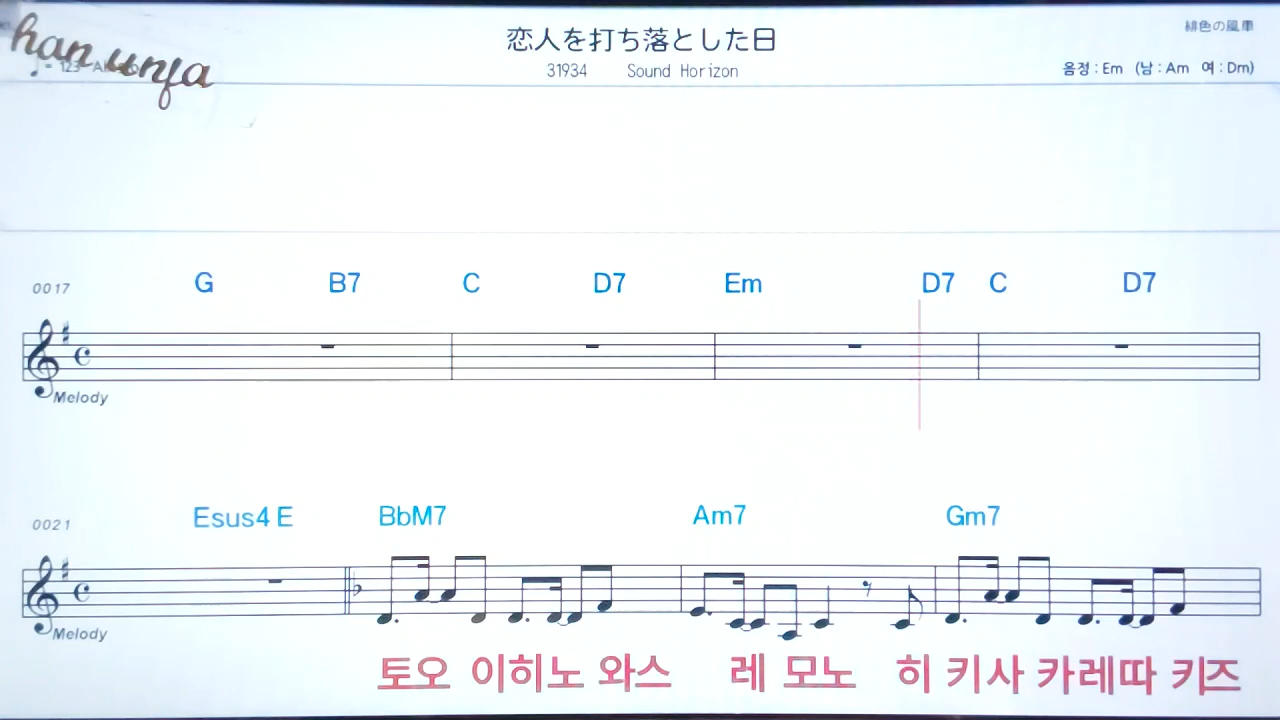 緋色の風車
han unja
恋人を打ち落とした日
31934 Sound Horizon
음정 : Em (남 : Am 여 : Dm)
0017 G B7 C D7 Em D7 C D7
Melody
0021 Esus4 E BbM7 Am7 Gm7
Melody
토오 이히노 와스 레 모노 히 키사 카레따 키즈